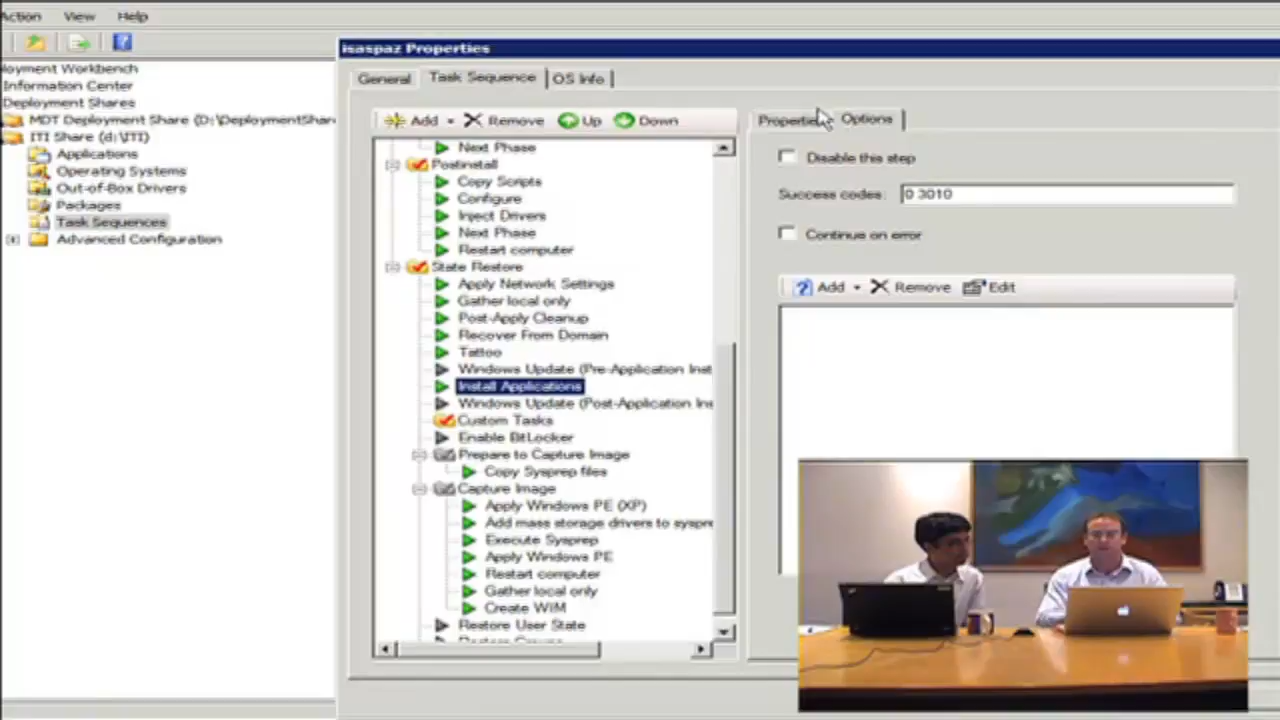 Action View Help
isaspaz Properties
loyment Workbench
Information Center
Deployment Shares
MDT Deployment Share (D:\DeploymentShare
ITI Share (d:\ITI)
Applications
Operating Systems
Out-of-Box Drivers
Packages
Task Sequences
Advanced Configuration
General Task Sequence OS Info
Add Remove Up Down
Next Phase
Postinstall
Copy Scripts
Configure
Inject Drivers
Next Phase
Restart computer
State Restore
Apply Network Settings
Gather local only
Post-Apply Cleanup
Recover From Domain
Tattoo
Windows Update (Pre-Application Inst
Install Applications
Windows Update (Post-Application Ins
Custom Tasks
Enable BitLocker
Prepare to Capture Image
Copy Sysprep files
Capture Image
Apply Windows PE (XP)
Add mass storage drivers to syspre
Execute Sysprep
Apply Windows PE
Restart computer
Gather local only
Create WIM
Restore User State
Properties Options
Disable this step
Success codes: 0 3010
Continue on error
Add Remove Edit